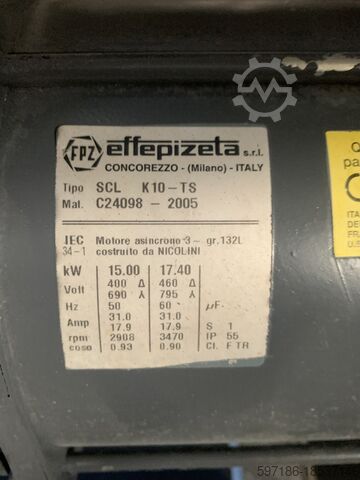 FPZ effepizeta s.r.l.
CONCOREZZO - (Milano) - ITALY
Tipo SCL K10-TS
Mat. C24098 - 2005
IEC 34-1 Motore asincrono 3~ gr.132L
costruito da NICOLINI
kW 15.00 17.40
Volt 400 Δ 460 Δ
690 ⅄ 795 ⅄
Hz 50 60 µF
Amp 31.0 31.0
17.9 17.9 S 1
rpm 2908 3470 IP 55
cosφ 0.93 0.90 Cl. F TR